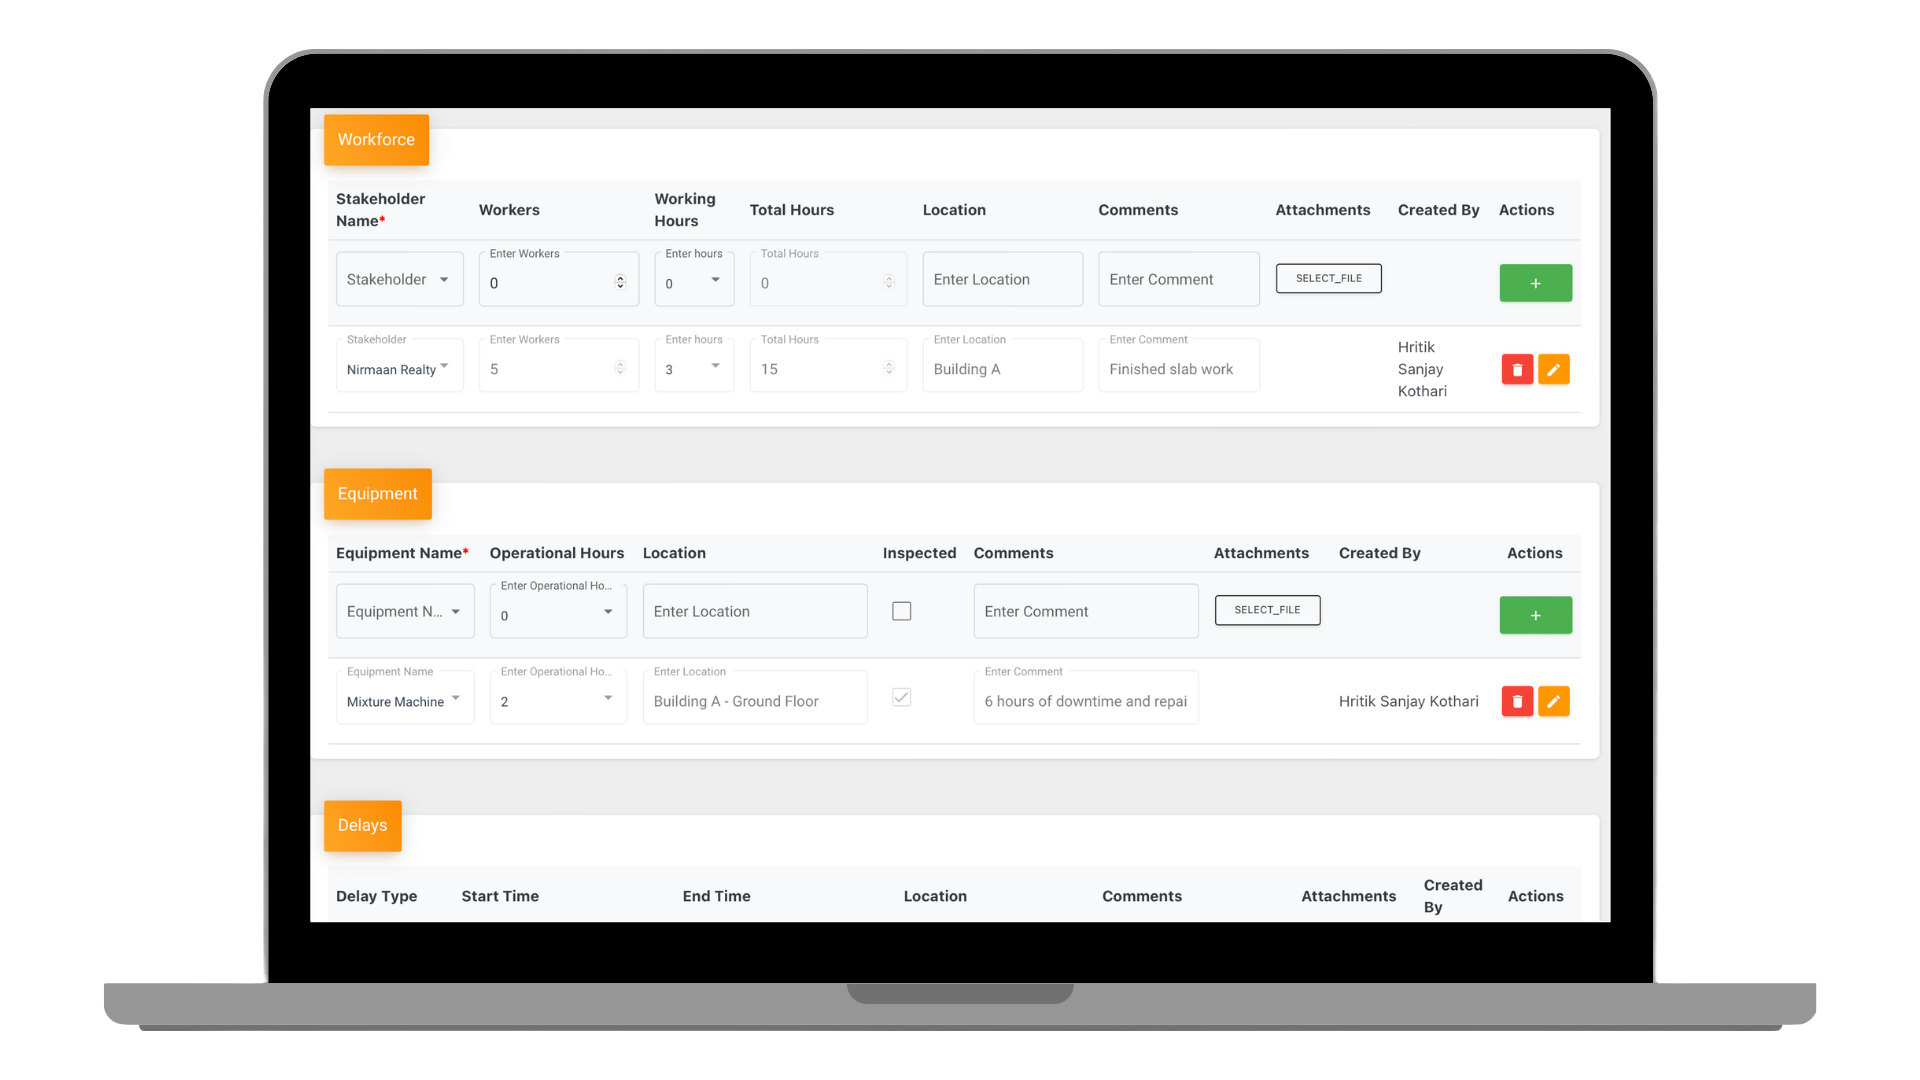 Workforce
Stakeholder Name* Workers Working Hours Total Hours Location Comments Attachments Created By Actions
Enter Workers Enter hours Total Hours
Stakeholder 0 0 0 Enter Location Enter Comment SELECT_FILE +
Stakeholder Enter Workers Enter hours Total Hours Enter Location Enter Comment
Nirmaan Realty 5 3 15 Building A Finished slab work Hritik Sanjay Kothari
Equipment
Equipment Name* Operational Hours Location Inspected Comments Attachments Created By Actions
Enter Operational Ho...
Equipment N... 0 Enter Location Enter Comment SELECT_FILE +
Equipment Name Enter Operational Ho... Enter Location Enter Comment
Mixture Machine 2 Building A - Ground Floor 6 hours of downtime and repai Hritik Sanjay Kothari
Delays
Delay Type Start Time End Time Location Comments Attachments Created By Actions